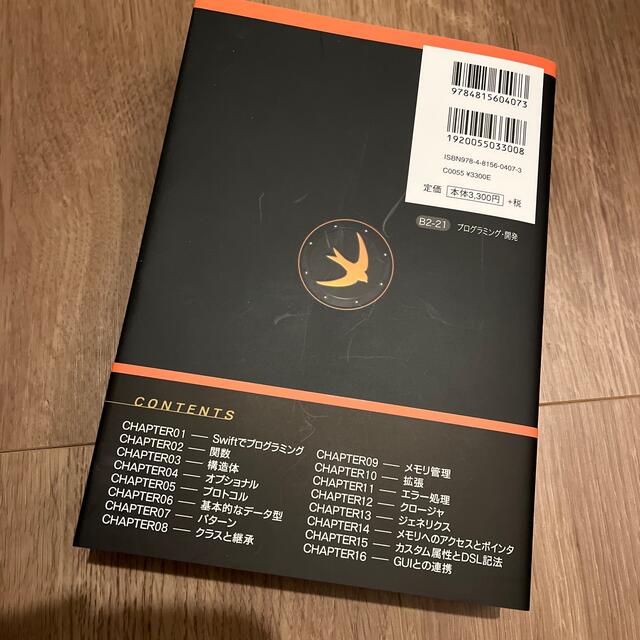 9784815604073
1920055033008
ISBN978-4-8156-0407-3
C0055 ¥3300E
定価 本体3,300円 +税
B2-21 プログラミング・開発
CONTENTS
CHAPTER01 — Swiftでプログラミング
CHAPTER02 — 関数
CHAPTER03 — 構造体
CHAPTER04 — オプショナル
CHAPTER05 — プロトコル
CHAPTER06 — 基本的なデータ型
CHAPTER07 — パターン
CHAPTER08 — クラスと継承
CHAPTER09 — メモリ管理
CHAPTER10 — 拡張
CHAPTER11 — エラー処理
CHAPTER12 — クロージャ
CHAPTER13 — ジェネリクス
CHAPTER14 — メモリへのアクセスとポインタ
CHAPTER15 — カスタム属性とDSL記法
CHAPTER16 — GUIとの連携